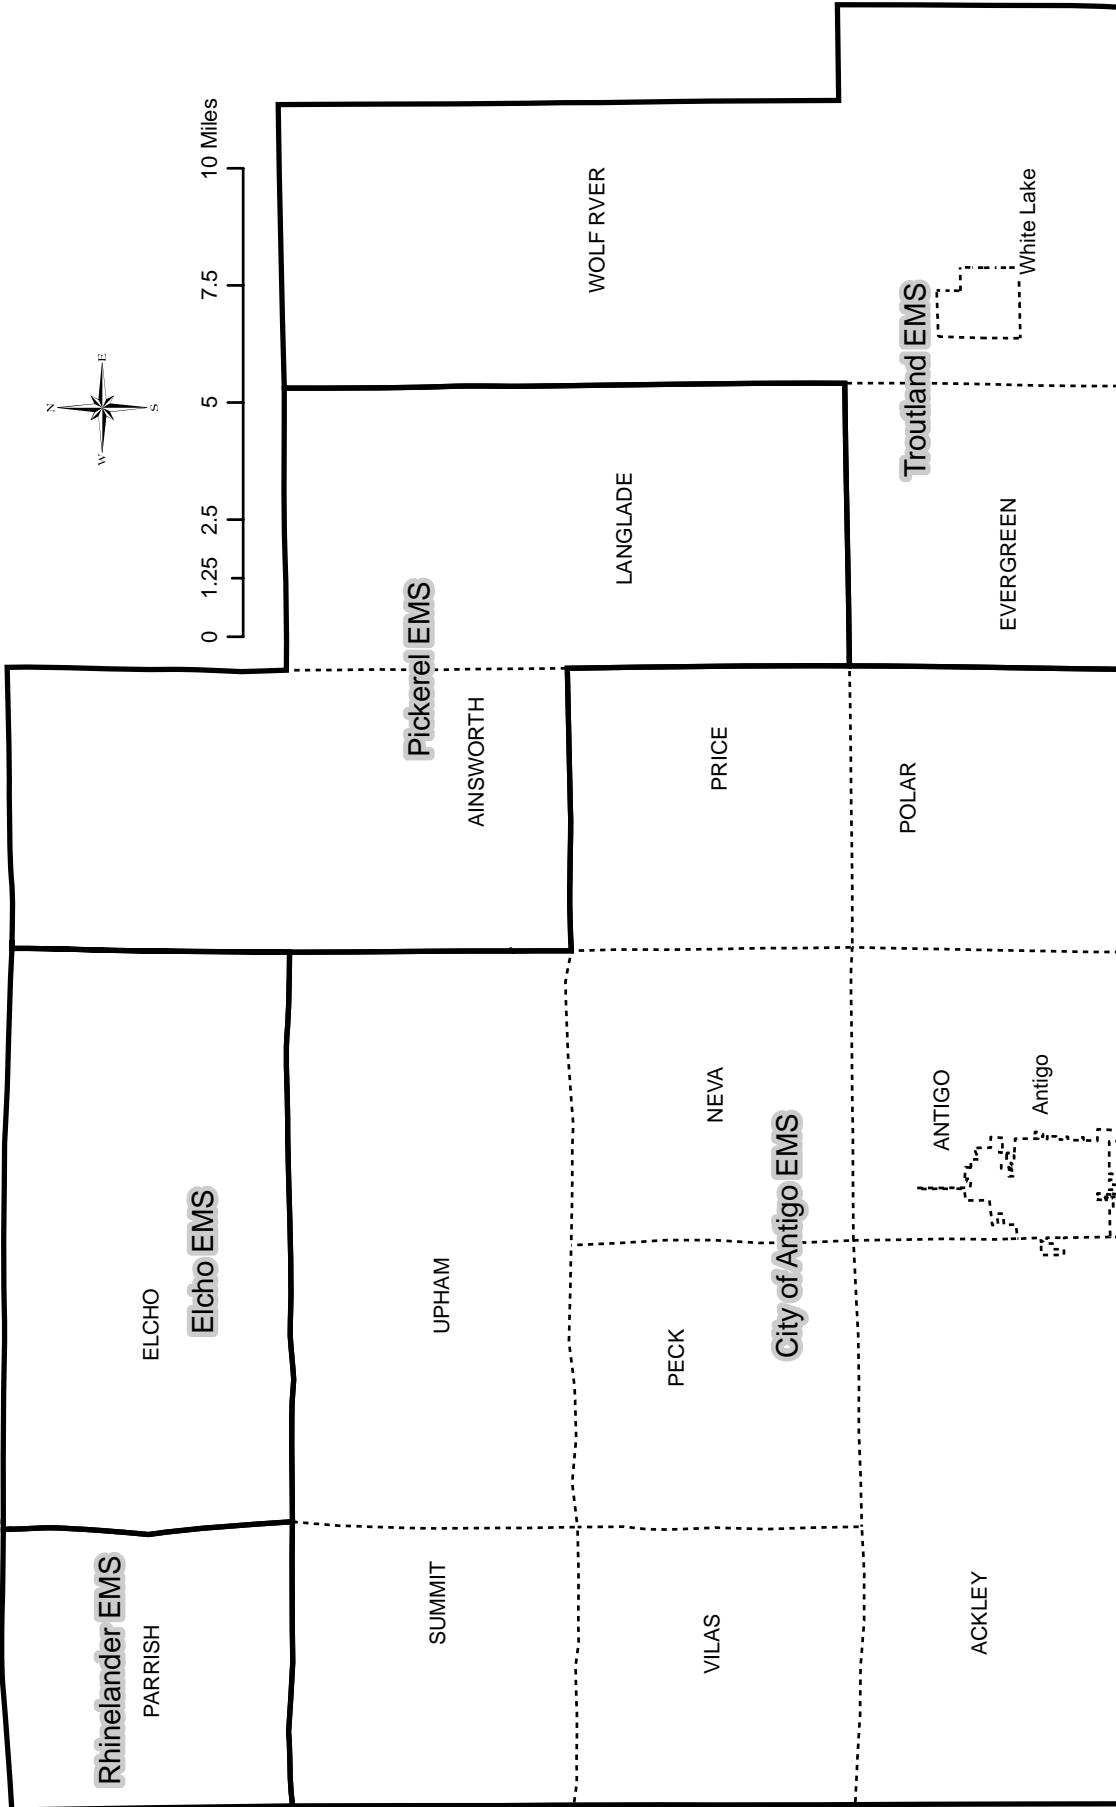 N
W
E
S
0 1.25 2.5 5 7.5 10 Miles
Rhinelander EMS
PARRISH
ELCHO
Elcho EMS
Pickerel EMS
AINSWORTH
SUMMIT
UPHAM
LANGLADE
WOLF RVER
VILAS
PECK
NEVA
PRICE
City of Antigo EMS
Troutland EMS
POLAR
ANTIGO
ACKLEY
EVERGREEN
White Lake
Antigo